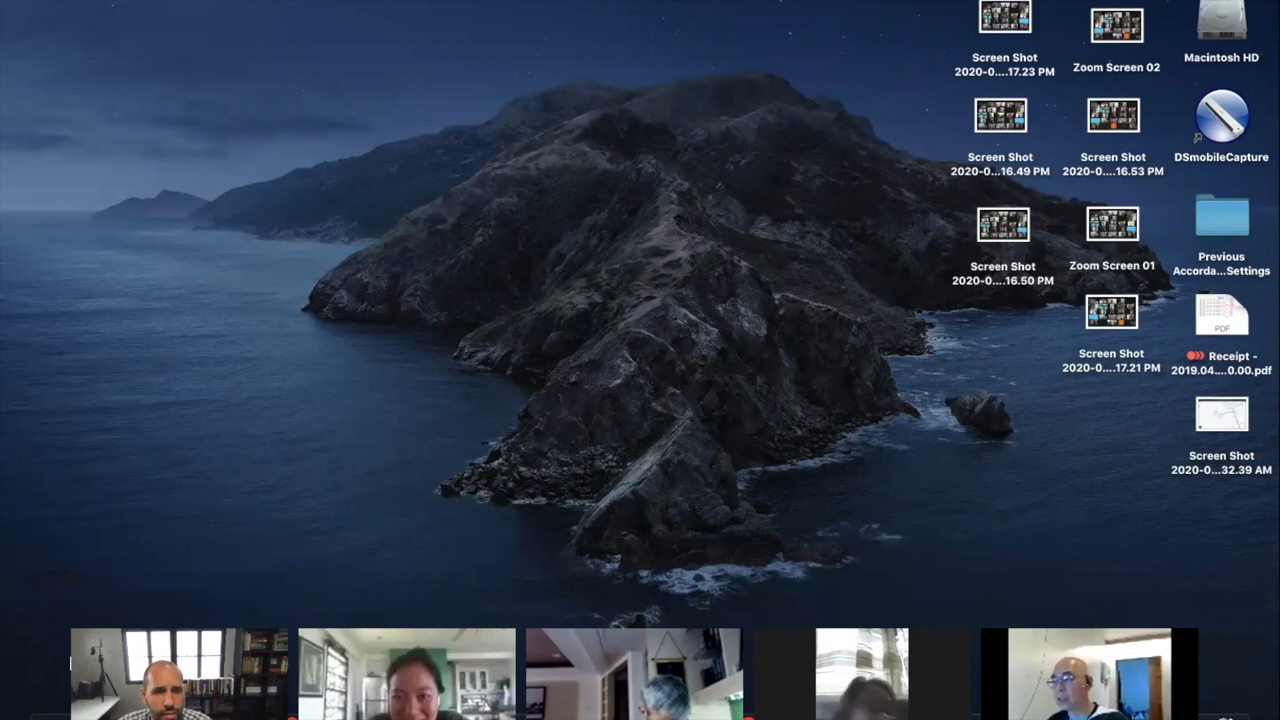 Screen Shot
2020-0....17.23 PM
Zoom Screen 02
Macintosh HD
Screen Shot
2020-0...16.49 PM
Screen Shot
2020-0....16.53 PM
DSmobileCapture
Screen Shot
2020-0....16.50 PM
Zoom Screen 01
Previous
Accorda...Settings
Screen Shot
2020-0....17.21 PM
PDF
Receipt -
2019.04....0.00.pdf
Screen Shot
2020-0...32.39 AM